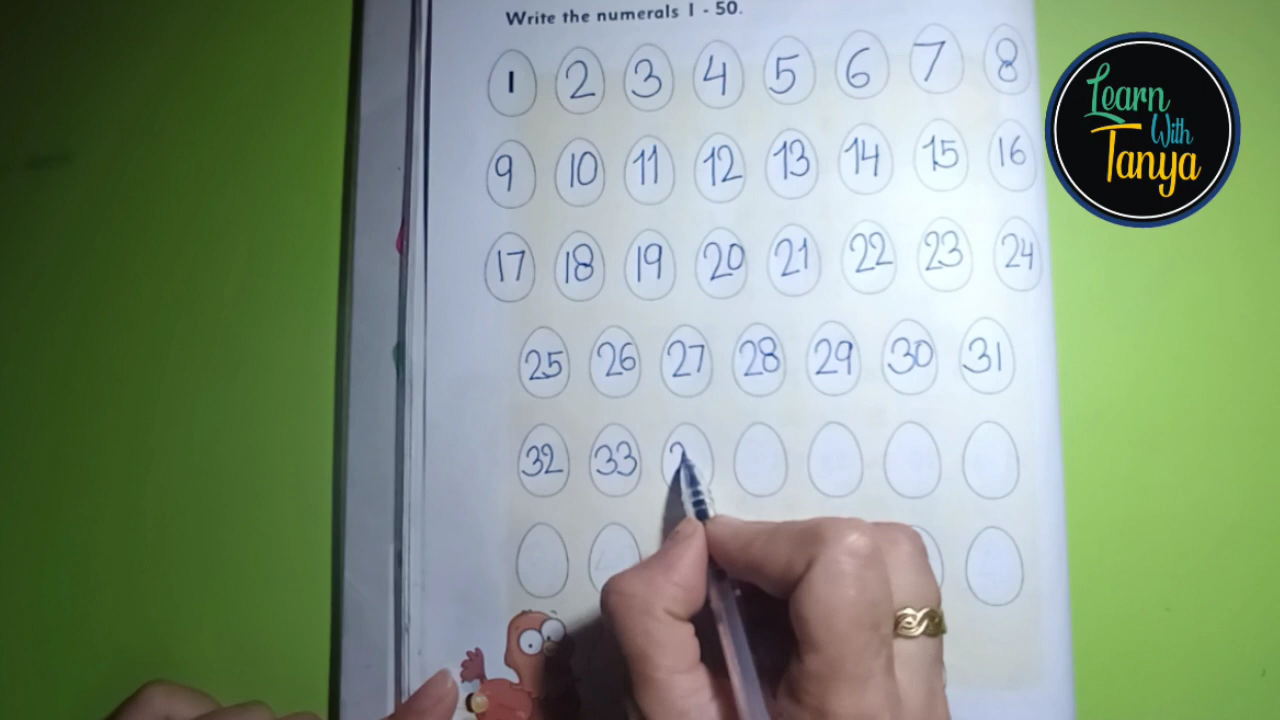 Write the numerals 1 - 50.
1 2 3 4 5 6 7 8
9 10 11 12 13 14 15 16
17 18 19 20 21 22 23 24
25 26 27 28 29 30 31
32 33
Learn
With
Tanya